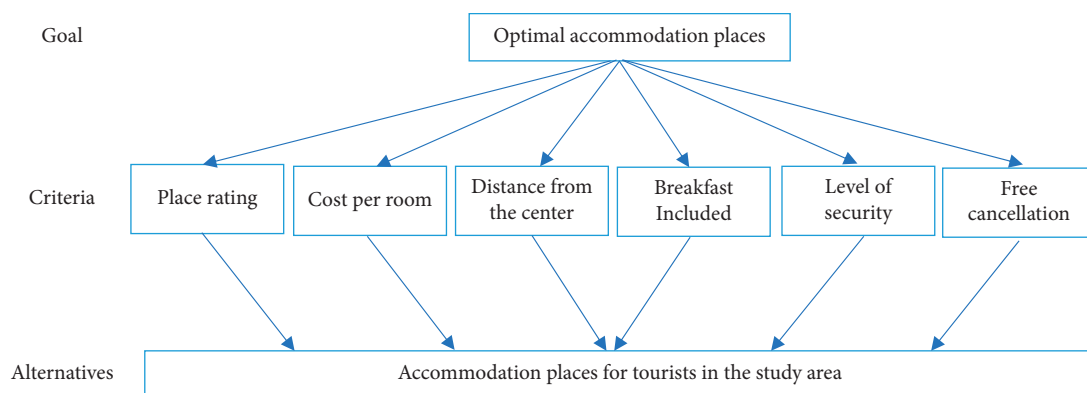 Goal
Optimal accommodation places
Criteria
Place rating
Cost per room
Distance from
the center
Breakfast
Included
Level of
security
Free
cancellation
Alternatives
Accommodation places for tourists in the study area